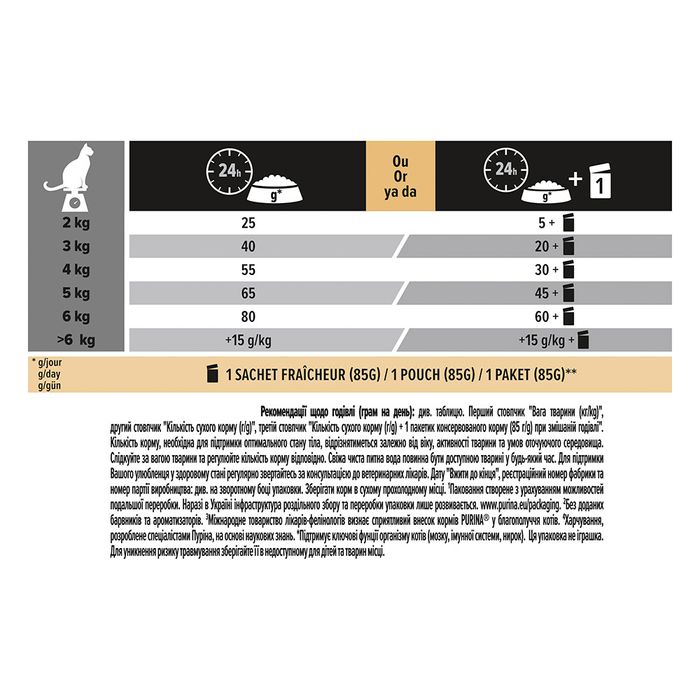 24h
g*
Ou
Or
ya da
24h
g*
+
1
2 kg 25 5 +
3 kg 40 20 +
4 kg 55 30 +
5 kg 65 45 +
6 kg 80 60 +
>6 kg +15 g/kg +15 g/kg +
* g/jour
g/day
g/gün
1 SACHET FRAÎCHEUR (85G) / 1 POUCH (85G) / 1 PAKET (85G)**
Рекомендації щодо годівлі (грам на день): див. таблицю. Перший стовпчик "Вага тварини (кг/kg)",
другий стовпчик "Кількість сухого корму (г/g)", третій стовпчик "Кількість сухого корму (г/g) + 1 пакетик консервованого корму (85 г/g) при змішаній годівлі".
Кількість корму, необхідна для підтримки оптимального стану тіла, відрізнятиметься залежно від віку, активності тварини та умов оточуючого середовища.
Слідкуйте за вагою тварини та регулюйте кількість корму відповідно. Свіжа чиста питна вода повинна бути доступною тварині у будь-який час. Для підтримки
Вашого улюбленця у здоровому стані регулярно звертайтесь за консультацією до ветеринарних лікарів. Дату "Вжити до кінця", реєстраційний номер фабрики та
номер партії виробництва: див. на зворотному боці упаковки. Зберігати корм в сухому прохолодному місці. ¹Паковання створене з урахуванням можливостей
подальшої переробки. Наразі в Україні інфраструктура роздільного збору та переробки упаковки лише розвивається. www.purina.eu/packaging. ²Без доданих
барвників та ароматизаторів. ³Міжнародне товариство лікарів-фелінологів визнає сприятливий внесок кормів PURINA® у благополуччя котів. ⁴Харчування,
розроблене спеціалістами Пуріна, на основі наукових знань. *Підтримує ключові фунції організму котів (мозку, імунної системи, нирок). Ця упаковка не іграшка.
Для уникнення ризику травмування зберігайте її в недоступному для дітей та тварин місці.